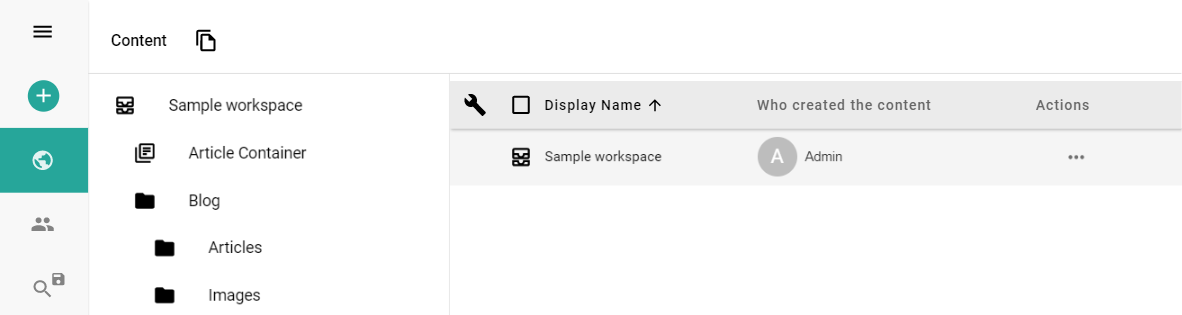 Content
Sample workspace
Article Container
Blog
Articles
Images
Display Name Who created the content Actions
Sample workspace A Admin